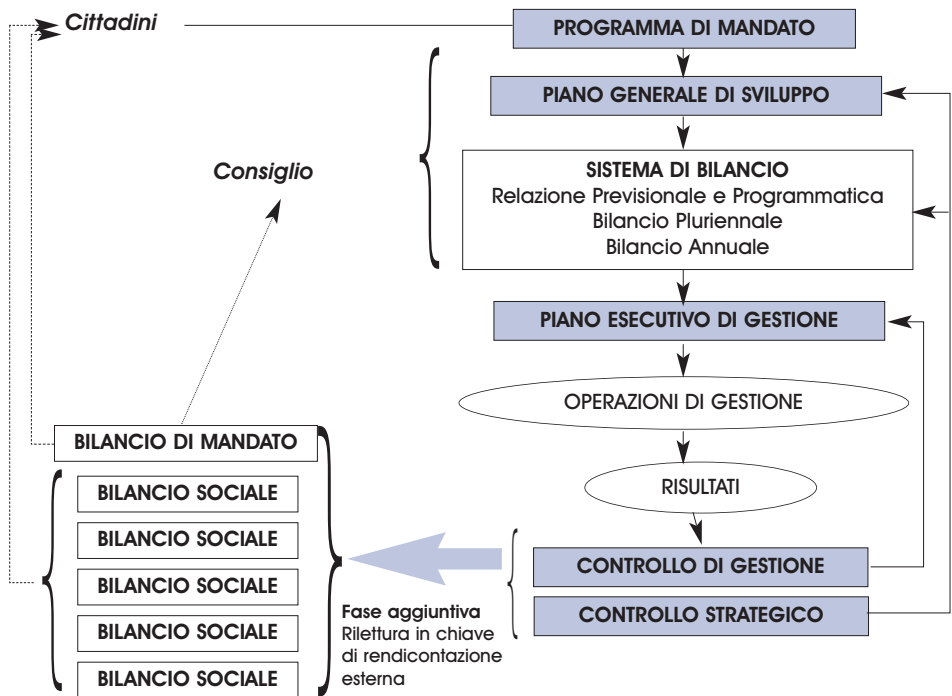 Cittadini
PROGRAMMA DI MANDATO
PIANO GENERALE DI SVILUPPO
Consiglio
SISTEMA DI BILANCIO
Relazione Previsionale e Programmatica
Bilancio Pluriennale
Bilancio Annuale
PIANO ESECUTIVO DI GESTIONE
OPERAZIONI DI GESTIONE
RISULTATI
CONTROLLO DI GESTIONE
CONTROLLO STRATEGICO
BILANCIO DI MANDATO
BILANCIO SOCIALE
BILANCIO SOCIALE
BILANCIO SOCIALE
BILANCIO SOCIALE
BILANCIO SOCIALE
Fase aggiuntiva
Rilettura in chiave
di rendicontazione
esterna